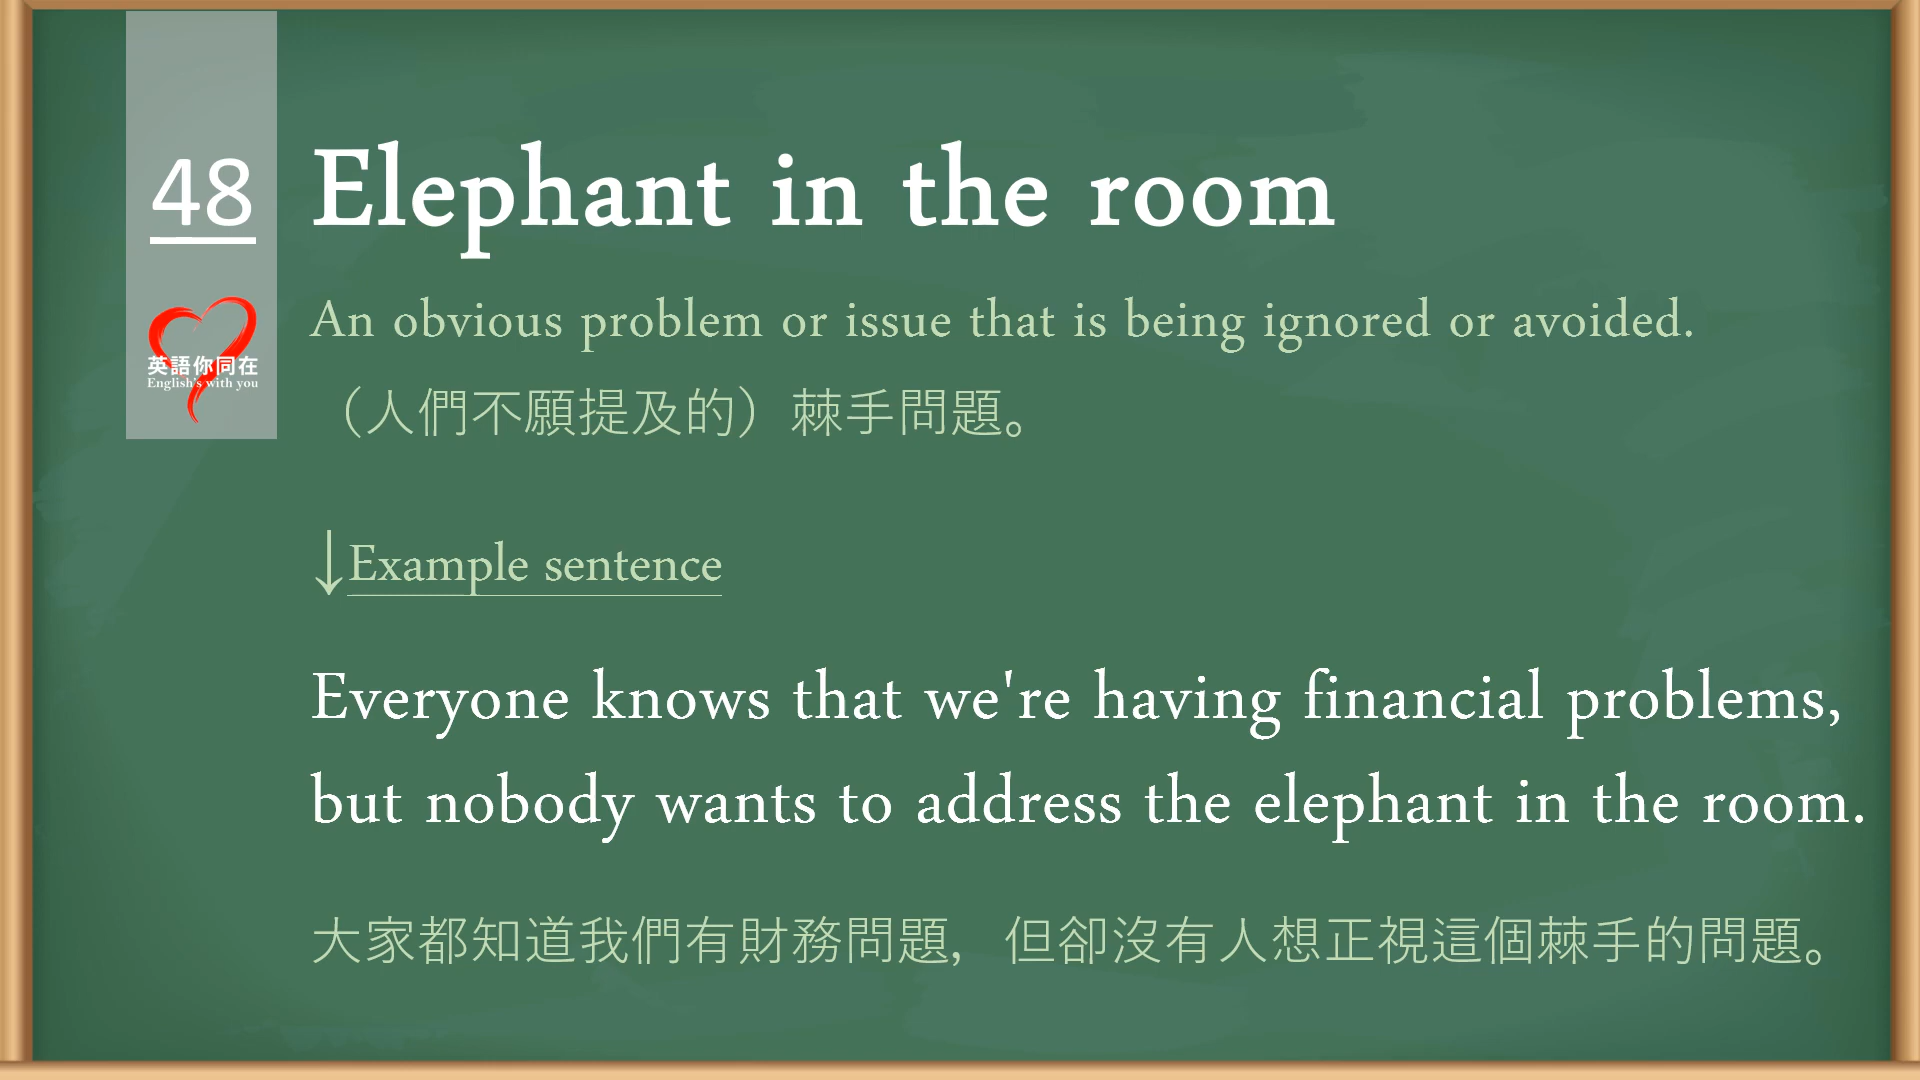 48
英語你同在
English's with you
Elephant in the room
An obvious problem or issue that is being ignored or avoided.
（人們不願提及的）棘手問題。
↓Example sentence
Everyone knows that we're having financial problems,
but nobody wants to address the elephant in the room.
大家都知道我們有財務問題，但卻沒有人想正視這個棘手的問題。